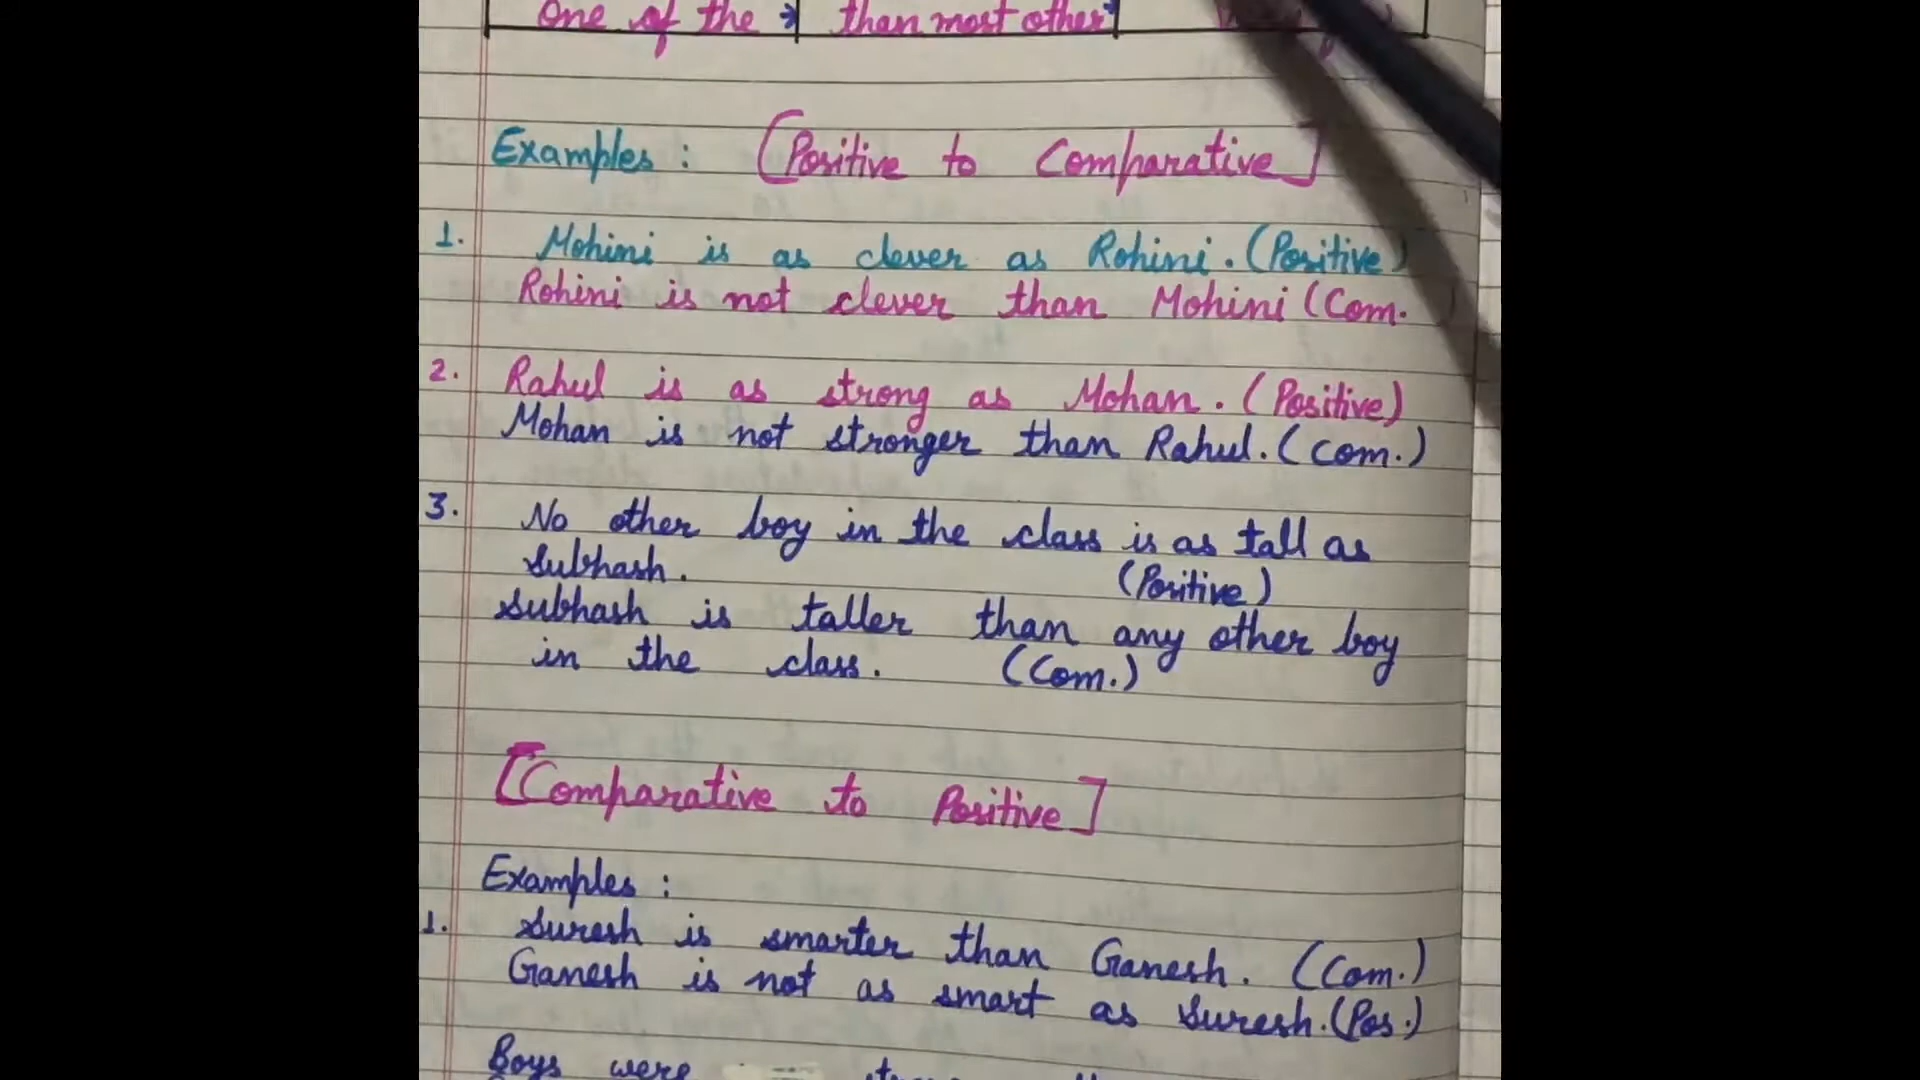 One of the → than most other
Examples : [Positive to Comparative]
1. Mohini is as clever as Rohini. (Positive)
Rohini is not clever than Mohini (Com. )
2. Rahul is as strong as Mohan. (Positive)
Mohan is not stronger than Rahul. (Com.)
3. No other boy in the class is as tall as
Subhash. (Positive)
Subhash is taller than any other boy
in the class. (Com.)
[Comparative to Positive]
Examples :
1. Suresh is smarter than Ganesh. (Com.)
Ganesh is not as smart as Suresh. (Pos.)
Boys were